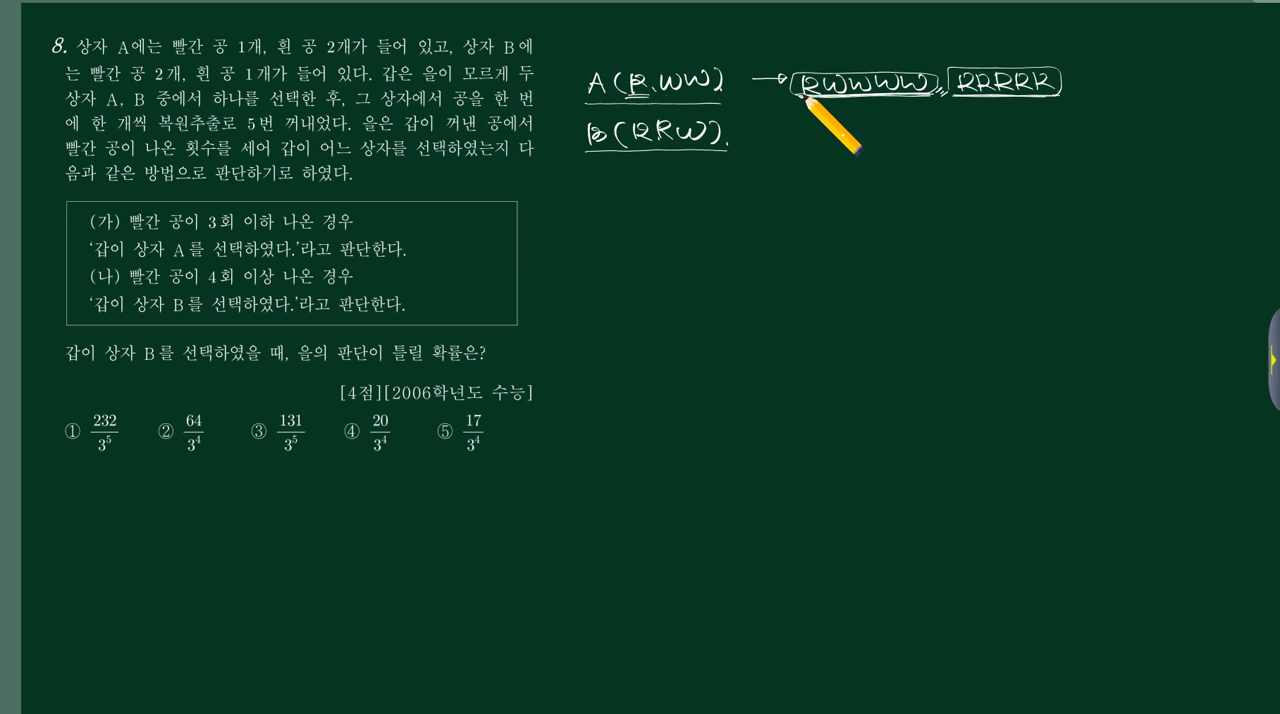 8. 상자 A에는 빨간 공 1개, 흰 공 2개가 들어 있고, 상자 B에
는 빨간 공 2개, 흰 공 1개가 들어 있다. 갑은 을이 모르게 두
상자 A, B 중에서 하나를 선택한 후, 그 상자에서 공을 한 번
에 한 개씩 복원추출로 5번 꺼내었다. 을은 갑이 꺼낸 공에서
빨간 공이 나온 횟수를 세어 갑이 어느 상자를 선택하였는지 다
음과 같은 방법으로 판단하기로 하였다.
(가) 빨간 공이 3회 이하 나온 경우
‘갑이 상자 A를 선택하였다.’라고 판단한다.
(나) 빨간 공이 4회 이상 나온 경우
‘갑이 상자 B를 선택하였다.’라고 판단한다.
갑이 상자 B를 선택하였을 때, 을의 판단이 틀릴 확률은?
[4점][2006학년도 수능]
① 232/3⁵ ② 64/3⁴ ③ 131/3⁵ ④ 20/3⁴ ⑤ 17/3⁴
A (R, WW) → RWWWW, RRRRR
B (RRW).